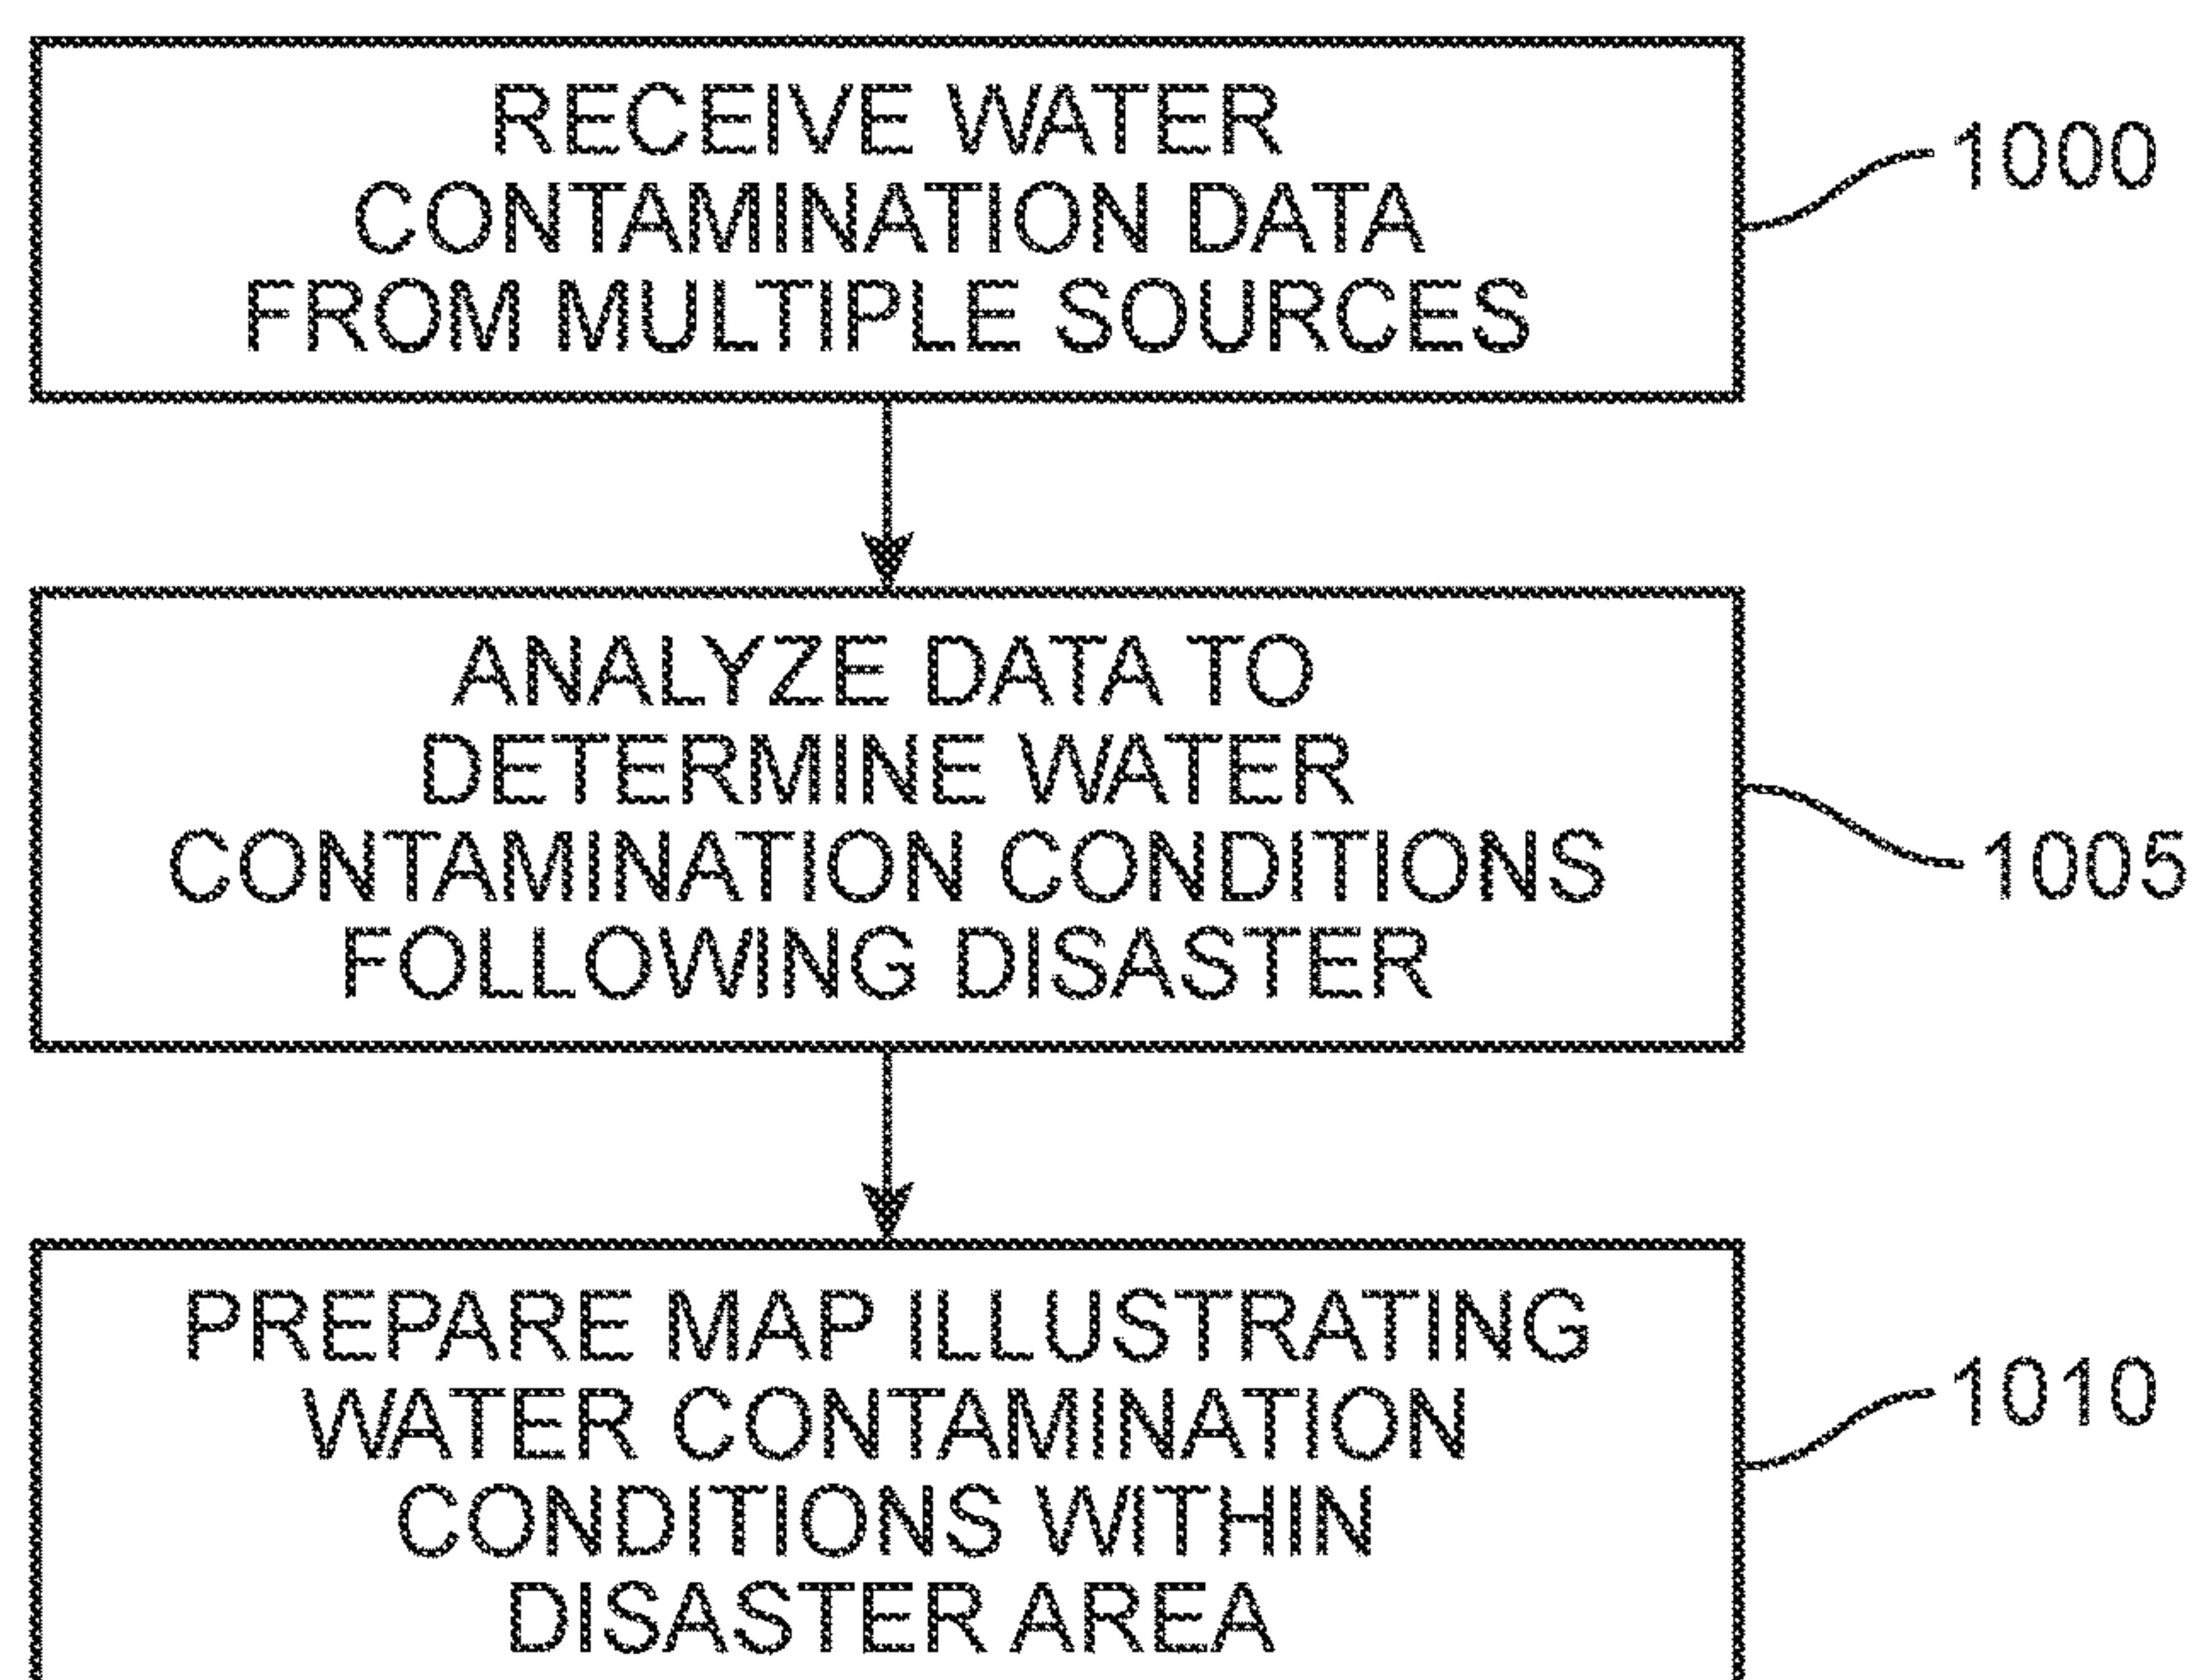 RECEIVE WATER
CONTAMINATION DATA
FROM MULTIPLE SOURCES
1000
ANALYZE DATA TO
DETERMINE WATER
CONTAMINATION CONDITIONS
FOLLOWING DISASTER
1005
PREPARE MAP ILLUSTRATING
WATER CONTAMINATION
CONDITIONS WITHIN
DISASTER AREA
1010